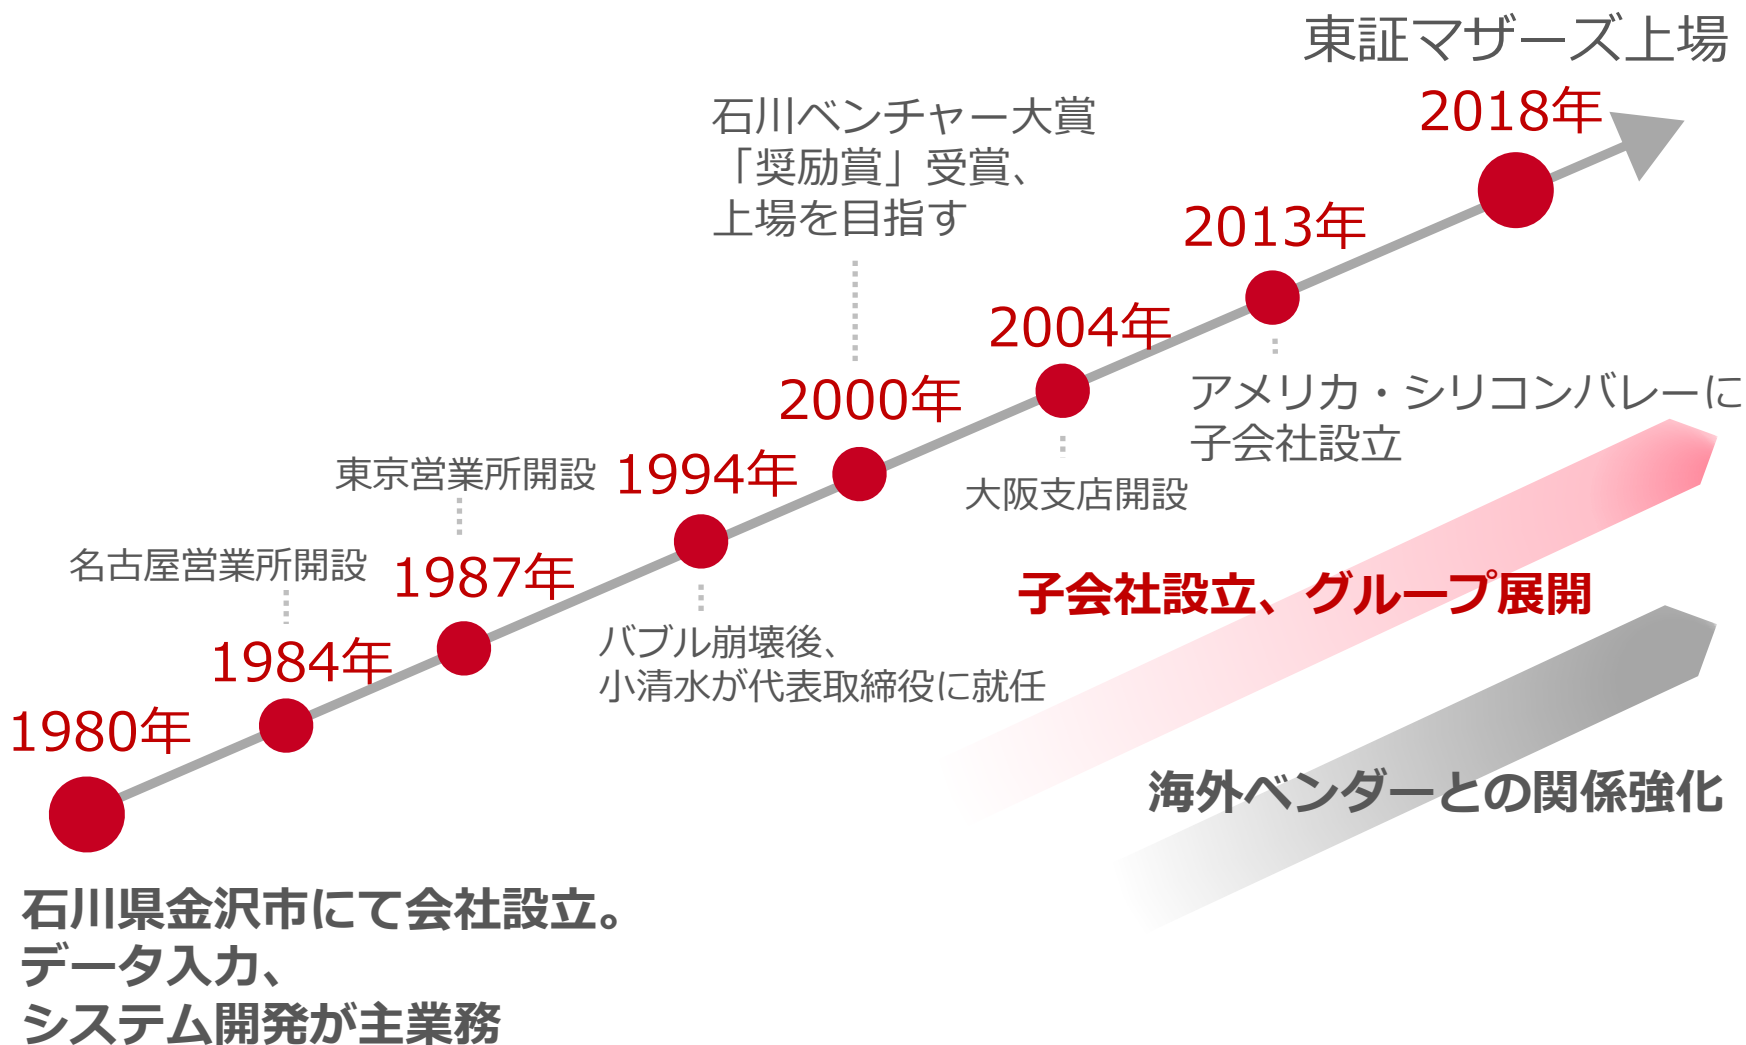 東証マザーズ上場
2018年
石川ベンチャー大賞
「奨励賞」受賞、
上場を目指す
2013年
2004年
アメリカ・シリコンバレーに
子会社設立
2000年
大阪支店開設
東京営業所開設
1994年
名古屋営業所開設
1987年
バブル崩壊後、
小清水が代表取締役に就任
1984年
1980年
子会社設立、グループ展開
海外ベンダーとの関係強化
石川県金沢市にて会社設立。
データ入力、
システム開発が主業務